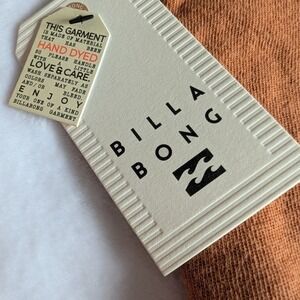 THIS GARMENT
IS MADE OF MATERIAL
THAT HAS BEEN
HAND DYED
SO PLEASE HANDLE
WITH LITTLE
LOVE & CARE.
WASH SEPARATELY AS
COLORS MAY FADE
AND/OR BLEED.
ENJOY
YOUR ONE OF A KIND
BILLABONG GARMENT
BILLA
BONG